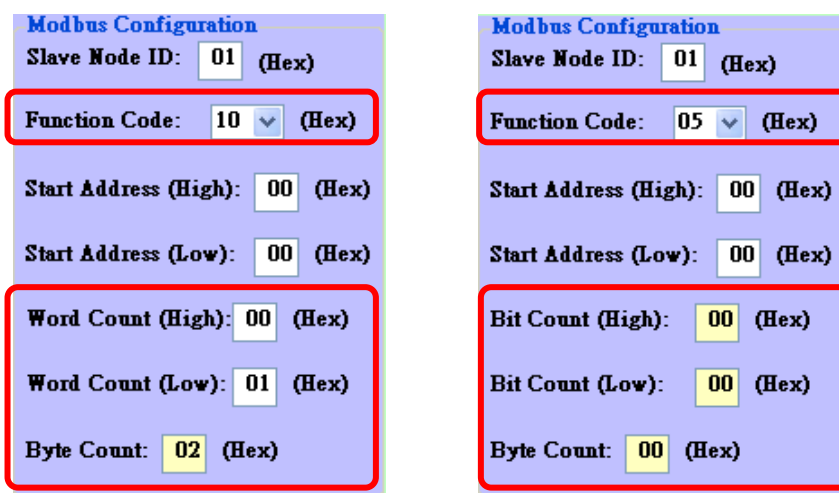 Modbus Configuration
Slave Node ID: 01 (Hex)
Function Code: 10 (Hex)
Start Address (High): 00 (Hex)
Start Address (Low): 00 (Hex)
Word Count (High): 00 (Hex)
Word Count (Low): 01 (Hex)
Byte Count: 02 (Hex)
Modbus Configuration
Slave Node ID: 01 (Hex)
Function Code: 05 (Hex)
Start Address (High): 00 (Hex)
Start Address (Low): 00 (Hex)
Bit Count (High): 00 (Hex)
Bit Count (Low): 00 (Hex)
Byte Count: 00 (Hex)